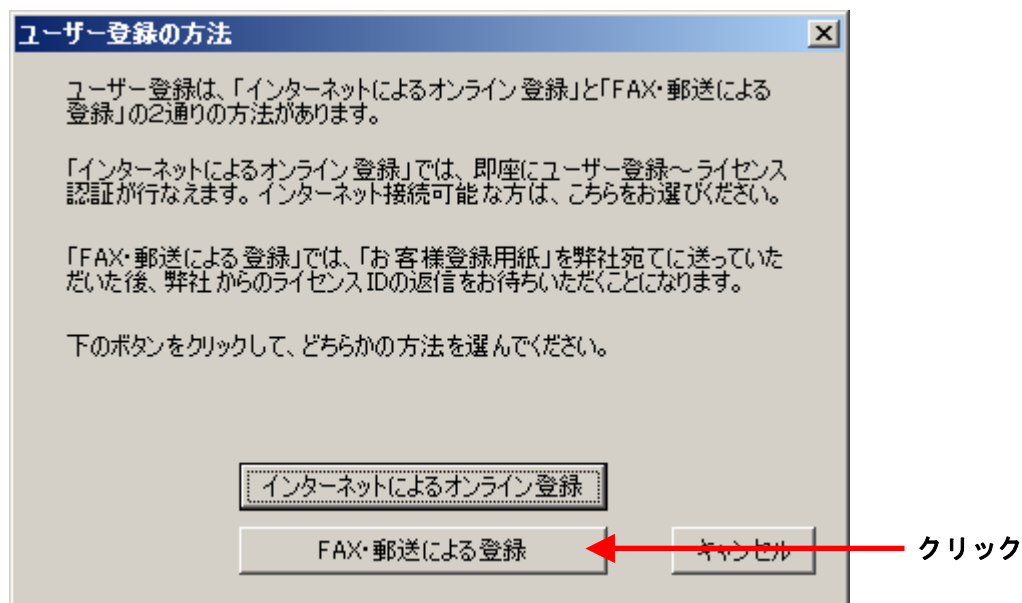 ユーザー登録の方法
ユーザー登録は、「インターネットによるオンライン登録」と「FAX・郵送による
登録」の2通りの方法があります。
「インターネットによるオンライン登録」では、即座にユーザー登録～ライセンス
認証が行なえます。インターネット接続可能な方は、こちらをお選びください。
「FAX・郵送による登録」では、「お客様登録用紙」を弊社宛てに送っていた
だいた後、弊社からのライセンスIDの返信をお待ちいただくことになります。
下のボタンをクリックして、どちらかの方法を選んでください。
インターネットによるオンライン登録
FAX・郵送による登録
キャンセル
クリック